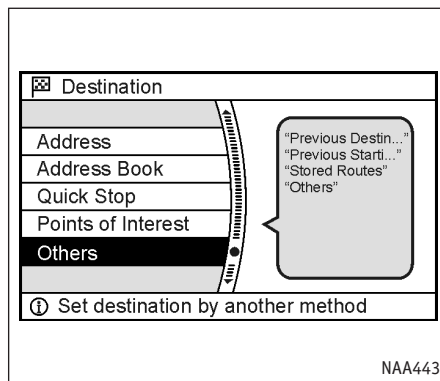 Destination
Address
Address Book
Quick Stop
Points of Interest
Others
"Previous Destin..."
"Previous Starti..."
"Stored Routes"
"Others"
Set destination by another method
NAA443